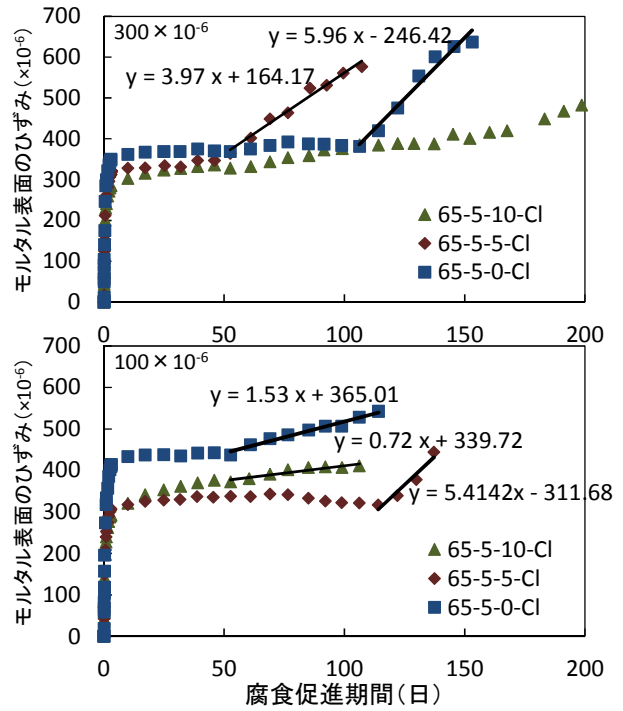 700
600
500
400
300
200
100
0
モルタル表面のひずみ(×10⁻⁶)
300×10⁻⁶
y = 5.96 x - 246.42
y = 3.97 x + 164.17
65-5-10-Cl
65-5-5-Cl
65-5-0-Cl
0 50 100 150 200
700
600
500
400
300
200
100
0
モルタル表面のひずみ(×10⁻⁶)
100×10⁻⁶
y = 1.53 x + 365.01
y = 0.72 x + 339.72
y = 5.4142x - 311.68
65-5-10-Cl
65-5-5-Cl
65-5-0-Cl
0 50 100 150 200
腐食促進期間(日)